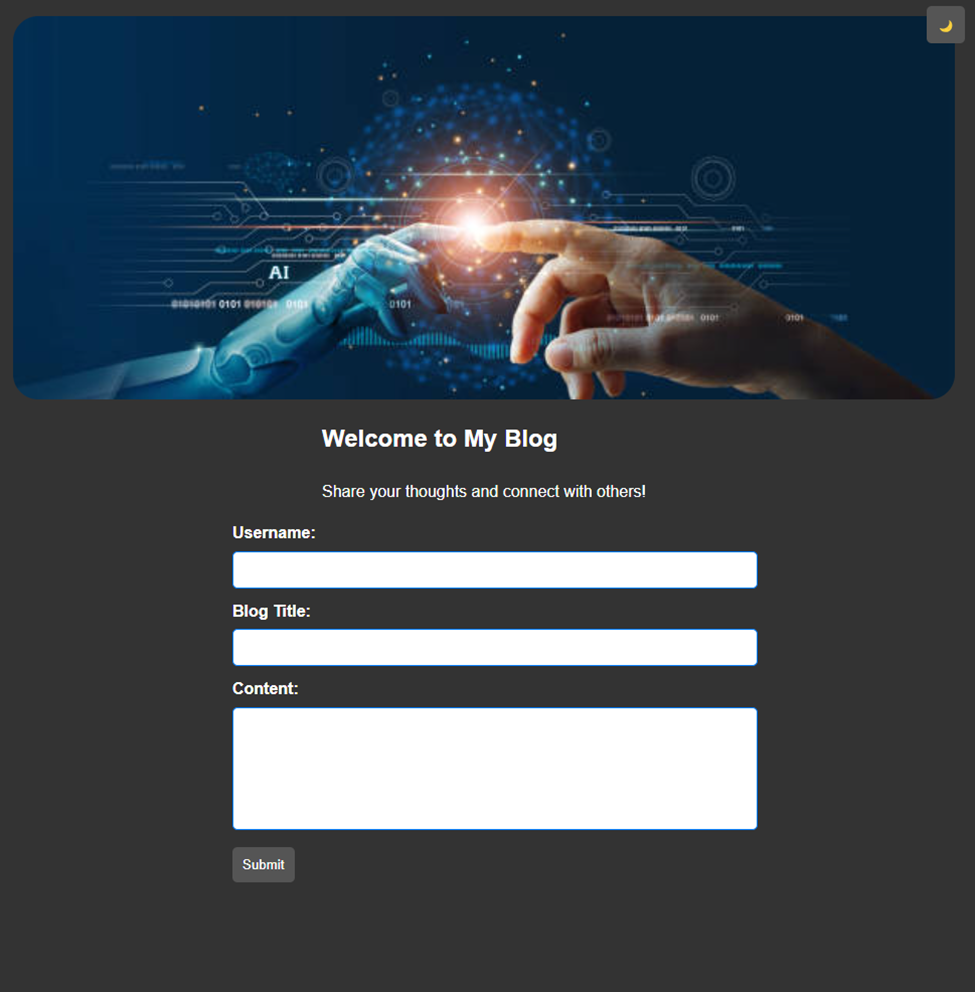 AI
01010101 0101 010101 0101
0101
0101
0101
Welcome to My Blog
Share your thoughts and connect with others!
Username:
Blog Title:
Content:
Submit